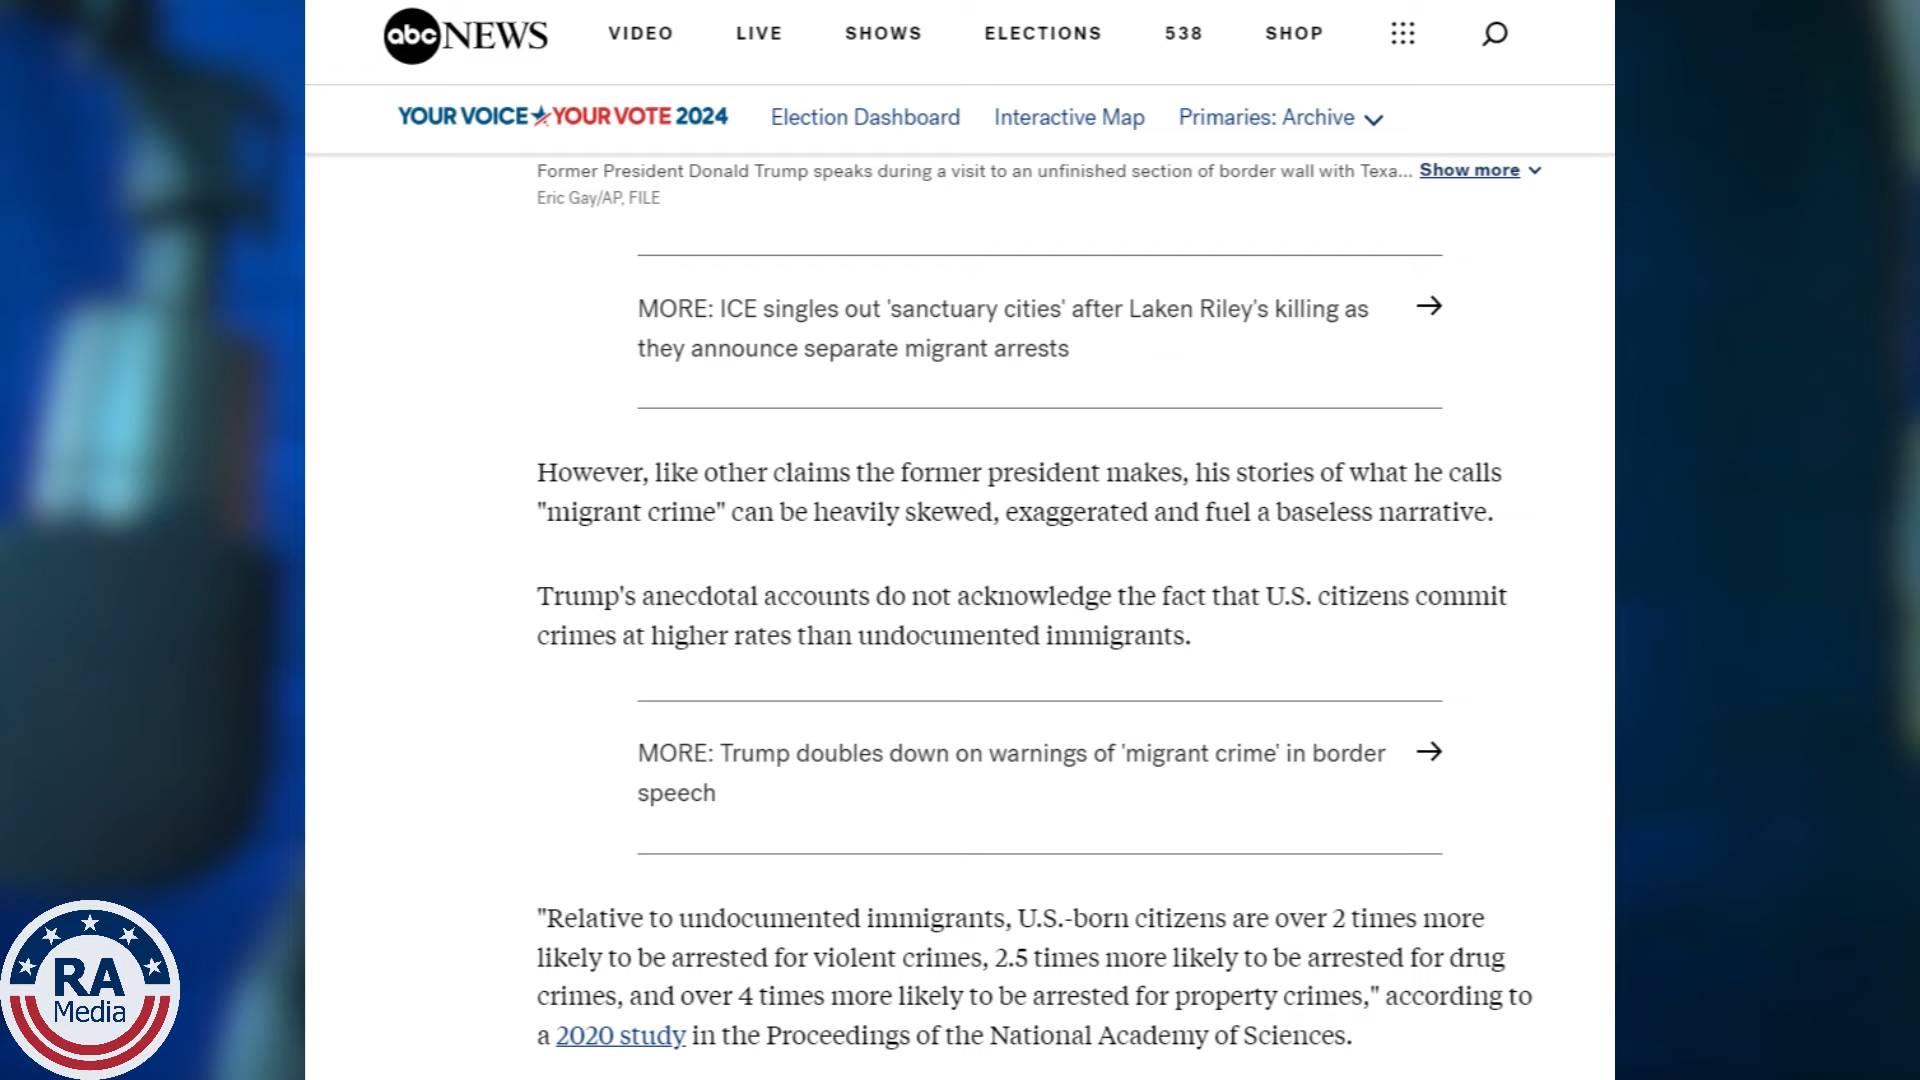 abc NEWS VIDEO LIVE SHOWS ELECTIONS 538 SHOP
YOUR VOICE YOUR VOTE 2024 Election Dashboard Interactive Map Primaries: Archive
Former President Donald Trump speaks during a visit to an unfinished section of border wall with Texa... Show more
Eric Gay/AP, FILE
MORE: ICE singles out 'sanctuary cities' after Laken Riley's killing as
they announce separate migrant arrests
However, like other claims the former president makes, his stories of what he calls
"migrant crime" can be heavily skewed, exaggerated and fuel a baseless narrative.
Trump's anecdotal accounts do not acknowledge the fact that U.S. citizens commit
crimes at higher rates than undocumented immigrants.
MORE: Trump doubles down on warnings of 'migrant crime' in border
speech
"Relative to undocumented immigrants, U.S.-born citizens are over 2 times more
likely to be arrested for violent crimes, 2.5 times more likely to be arrested for drug
crimes, and over 4 times more likely to be arrested for property crimes," according to
a 2020 study in the Proceedings of the National Academy of Sciences.
RA
Media